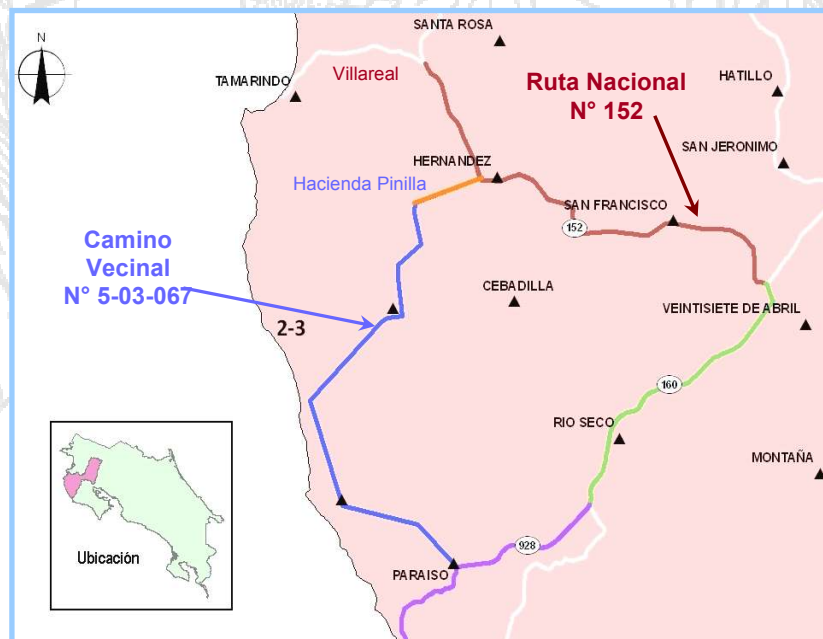 SANTA ROSA
N
Villareal
TAMARINDO
Ruta Nacional
N° 152
HATILLO
SAN JERONIMO
HERNANDEZ
Hacienda Pinilla
SAN FRANCISCO
152
Camino
Vecinal
N° 5-03-067
CEBADILLA
VEINTISIETE DE ABRIL
2-3
160
RIO SECO
MONTAÑA
Ubicación
928
PARAISO